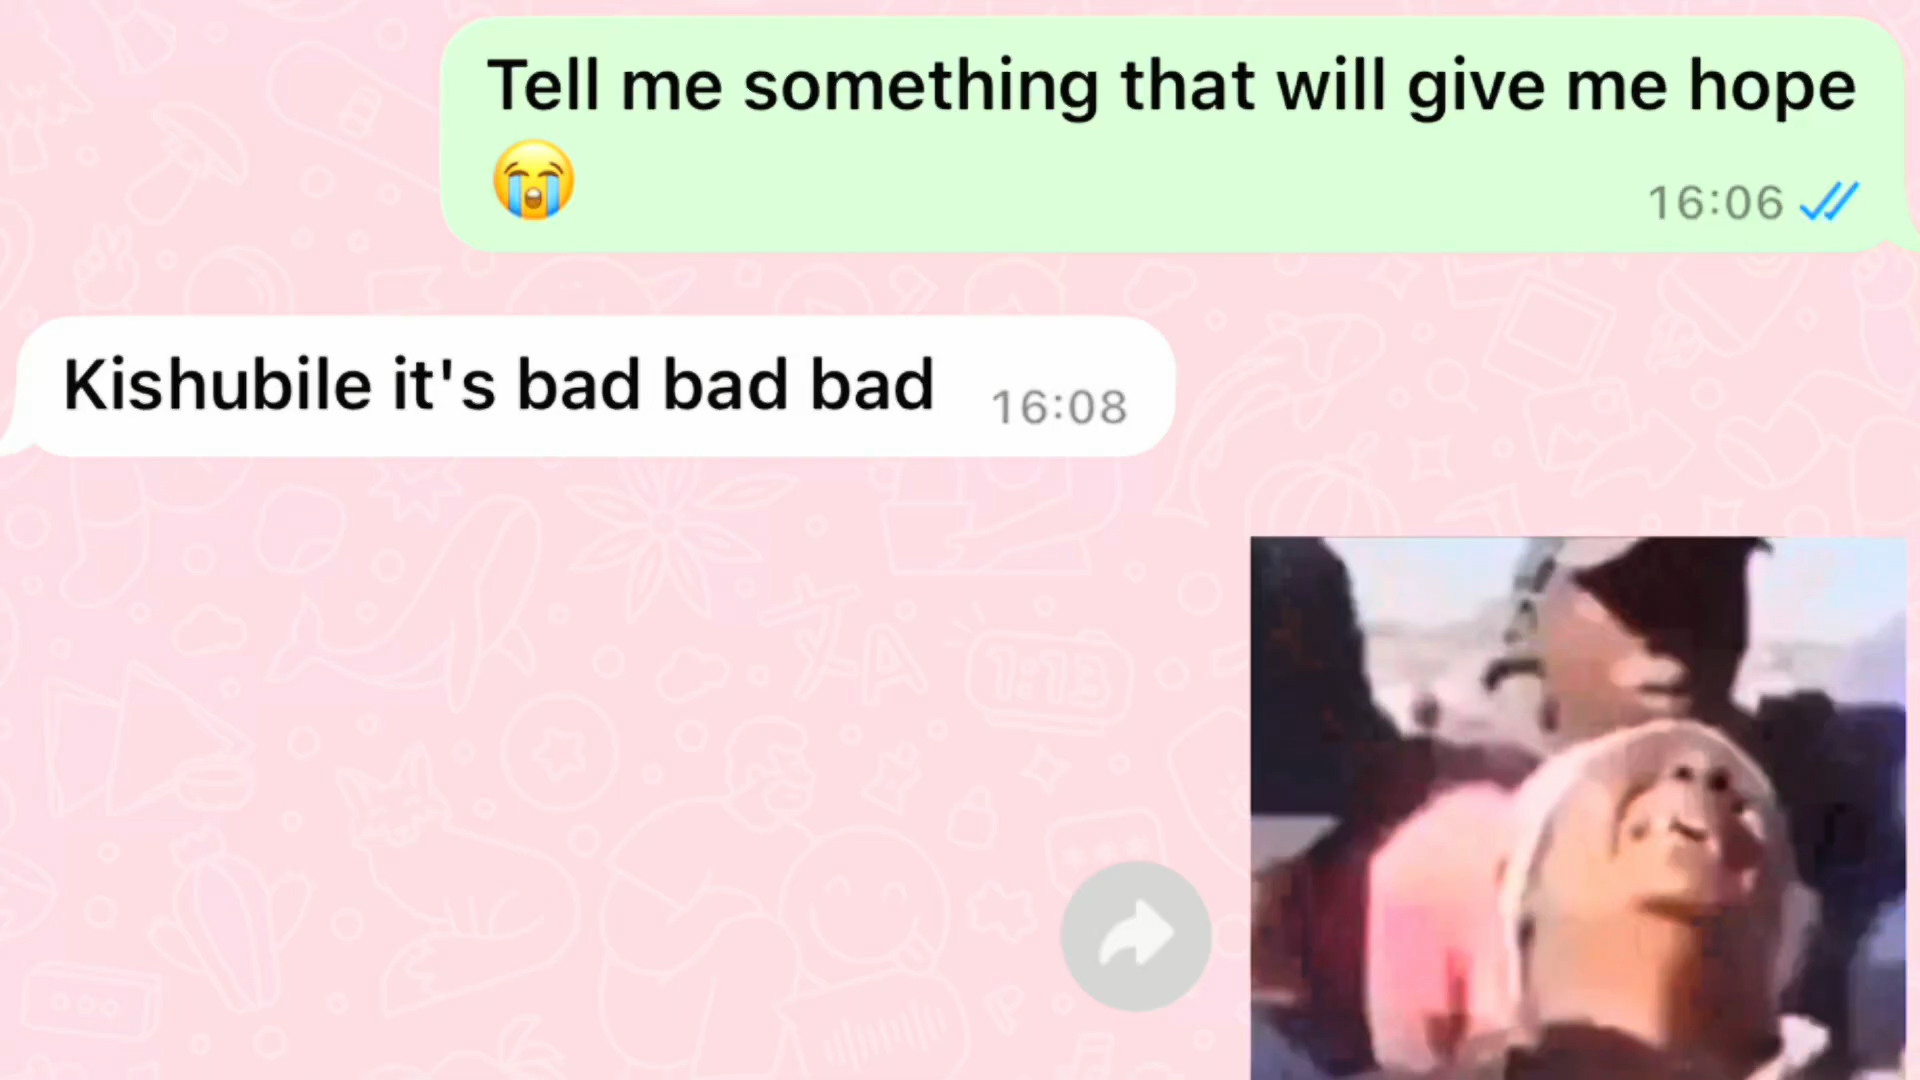 Tell me something that will give me hope
😭
16:06
Kishubile it's bad bad bad
16:08